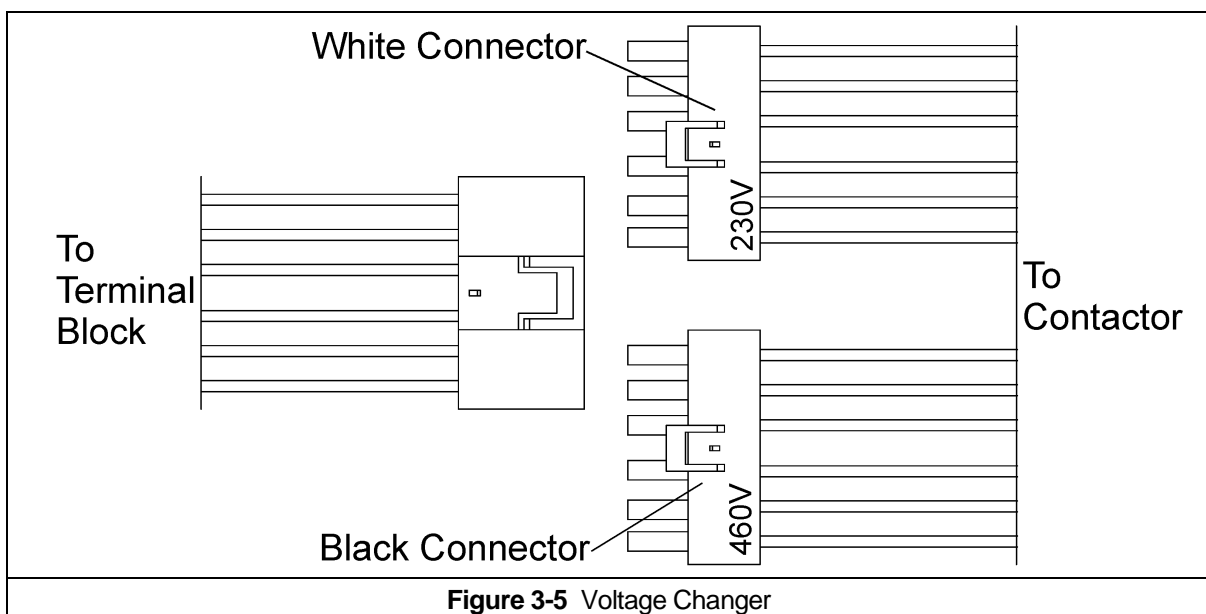 White Connector
230V
To
Terminal
Block
To
Contactor
460V
Black Connector
Figure 3-5 Voltage Changer